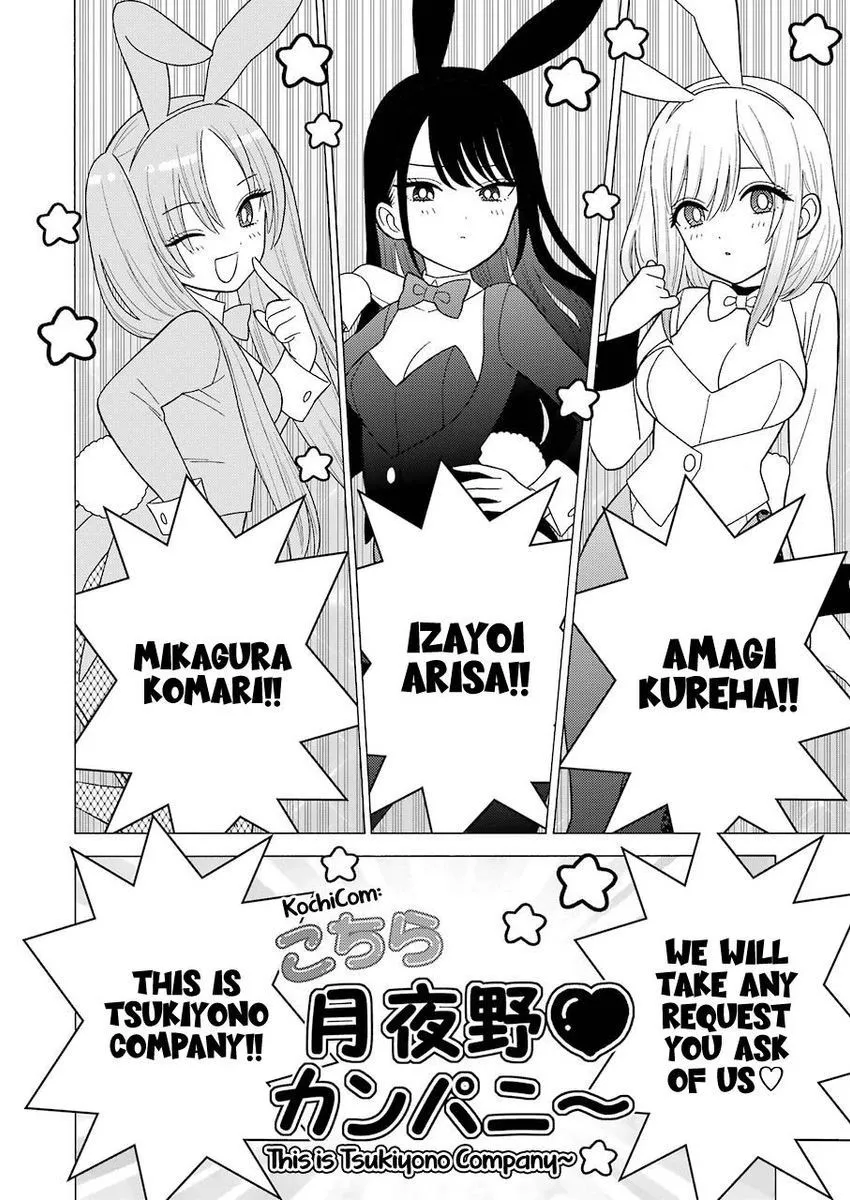 MIKAGURA
KOMARI!!
IZAYOI
ARISA!!
AMAGI
KUREHA!!
THIS IS
TSUKIYONO
COMPANY!!
KochiCom:
こちら
月夜野♥
カンパニ〜
This is Tsukiyono Company~
WE WILL
TAKE ANY
REQUEST
YOU ASK
OF US♡